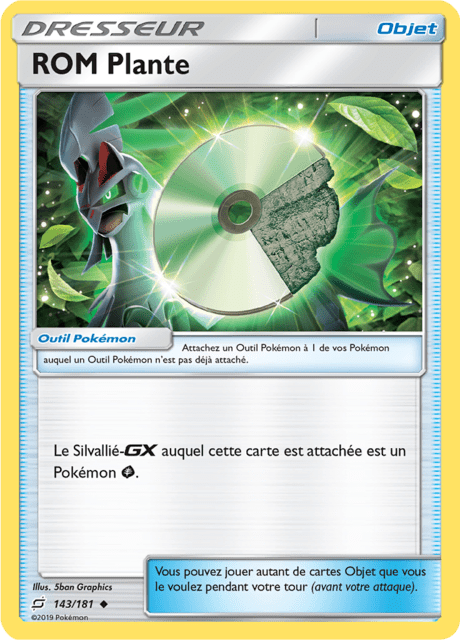 DRESSEUR
Objet
ROM Plante
Outil Pokémon
Attachez un Outil Pokémon à 1 de vos Pokémon
auquel un Outil Pokémon n'est pas déjà attaché.
Le Silvallié-GX auquel cette carte est attachée est un
Pokémon .
Vous pouvez jouer autant de cartes Objet que vous
le voulez pendant votre tour (avant votre attaque).
Illus. 5ban Graphics
143/181
©2019 Pokémon